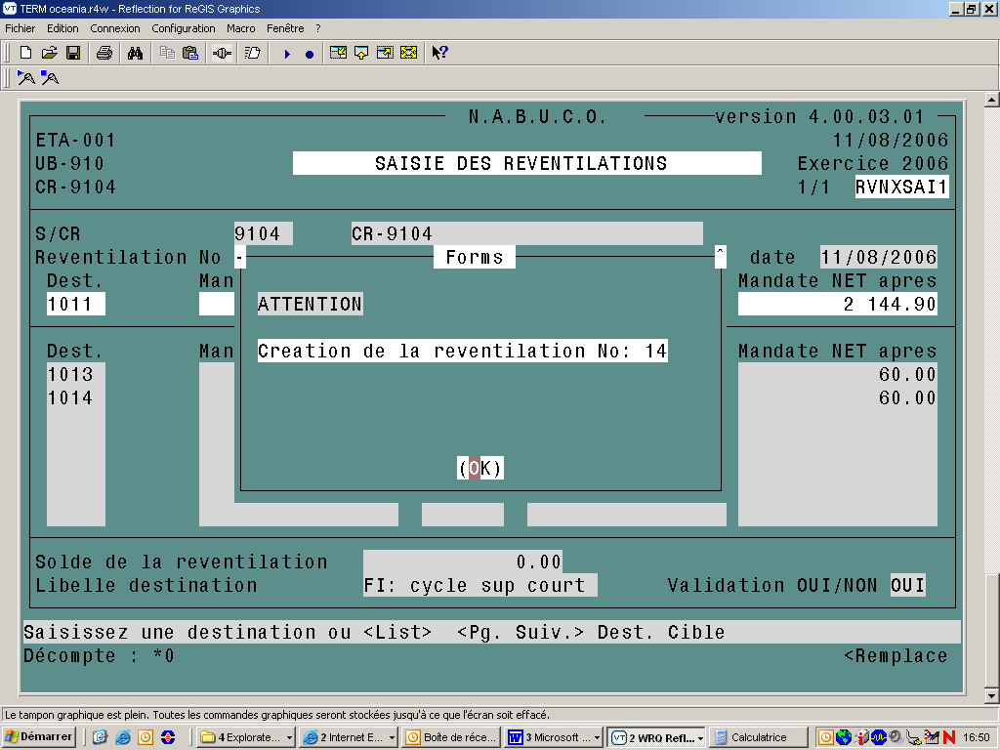 TERM oceania.r4w - Reflection for ReGIS Graphics
Fichier Edition Connexion Configuration Macro Fenêtre ?
N.A.B.U.C.O. version 4.00.03.01
ETA-001 11/08/2006
UB-910 SAISIE DES REVENTILATIONS Exercice 2006
CR-9104 1/1 RVNXSAI1
S/CR 9104 CR-9104
Reventilation No - Forms ^ date 11/08/2006
Dest. Man Mandate NET apres
1011 ATTENTION 2 144.90
Dest. Man Creation de la reventilation No: 14 Mandate NET apres
1013 60.00
1014 60.00
(OK)
Solde de la reventilation 0.00
Libelle destination FI: cycle sup court Validation OUI/NON OUI
Saisissez une destination ou <List> <Pg. Suiv.> Dest. Cible
Décompte : *0 <Remplace
Le tampon graphique est plein. Toutes les commandes graphiques seront stockées jusqu'à ce que l'écran soit effacé.
Démarrer 4 Explorate... 2 Internet E... Boîte de réce... 3 Microsoft ... 2 WRQ Refl... Calculatrice 16:50